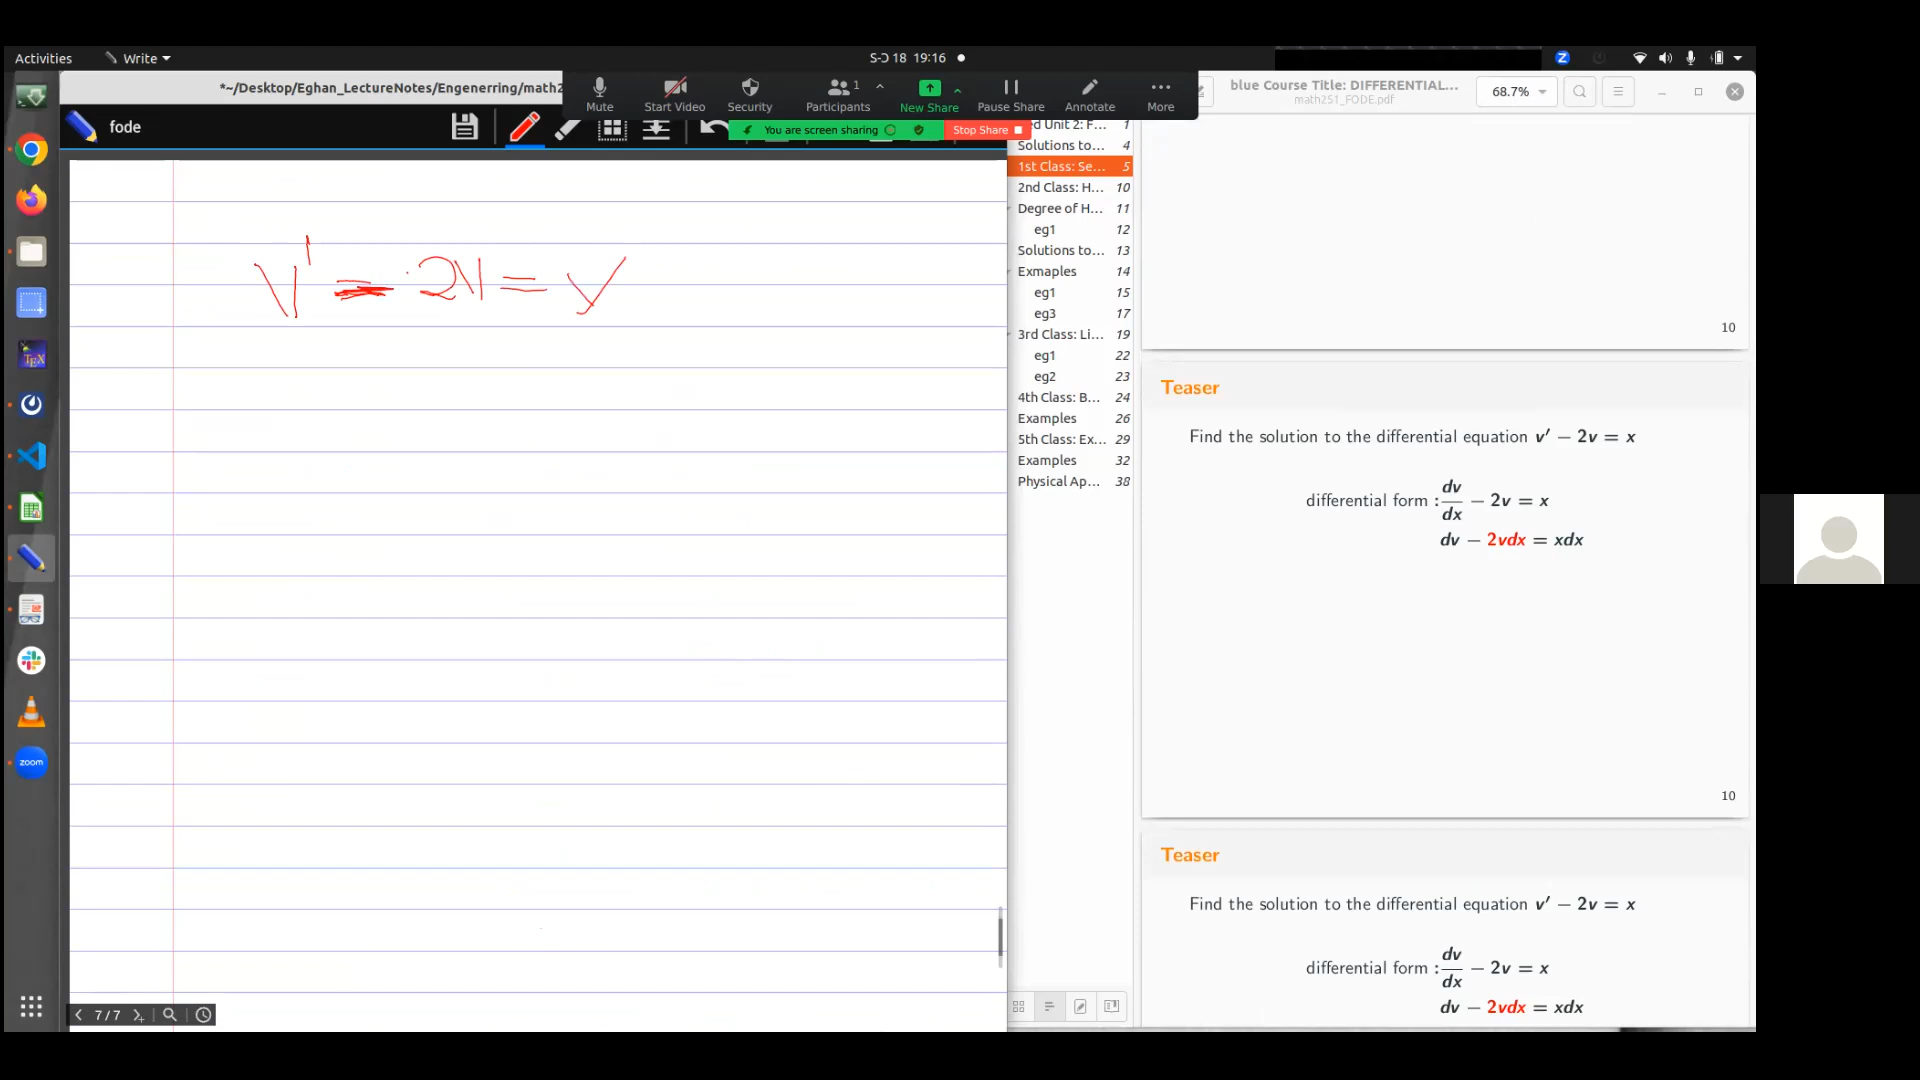 Activities
Write
S-Ɔ 18 19:16
*~/Desktop/Eghan_LectureNotes/Engenerring/math2
Mute
Start Video
Security
1
Participants
New Share
Pause Share
Annotate
More
You are screen sharing
Stop Share
blue Course Title: DIFFERENTIAL...
math251_FODE.pdf
68.7%
fode
v' - 2v = y
ed Unit 2: F... 1
Solutions to... 4
1st Class: Se... 5
2nd Class: H... 10
Degree of H... 11
eg1 12
Solutions to... 13
Exmaples 14
eg1 15
eg3 17
3rd Class: Li... 19
eg1 22
eg2 23
4th Class: B... 24
Examples 26
5th Class: Ex... 29
Examples 32
Physical Ap... 38
10
Teaser
Find the solution to the differential equation v′ − 2v = x
differential form : dv/dx − 2v = x
dv − 2vdx = xdx
10
Teaser
Find the solution to the differential equation v′ − 2v = x
differential form : dv/dx − 2v = x
dv − 2vdx = xdx
TEX
zoom
7/7